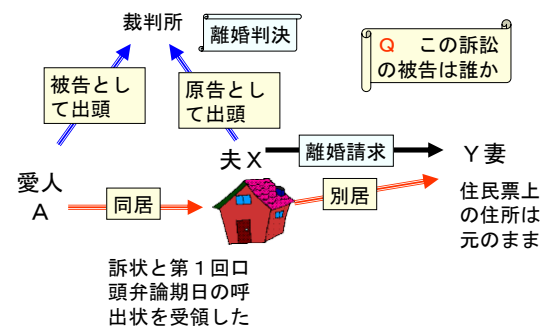 裁判所
離婚判決
Q　この訴訟
の被告は誰か
被告とし
て出頭
原告とし
て出頭
夫X
離婚請求
Y妻
愛人
A
同居
別居
住民票上
の住所は
元のまま
訴状と第１回口
頭弁論期日の呼
出状を受領した